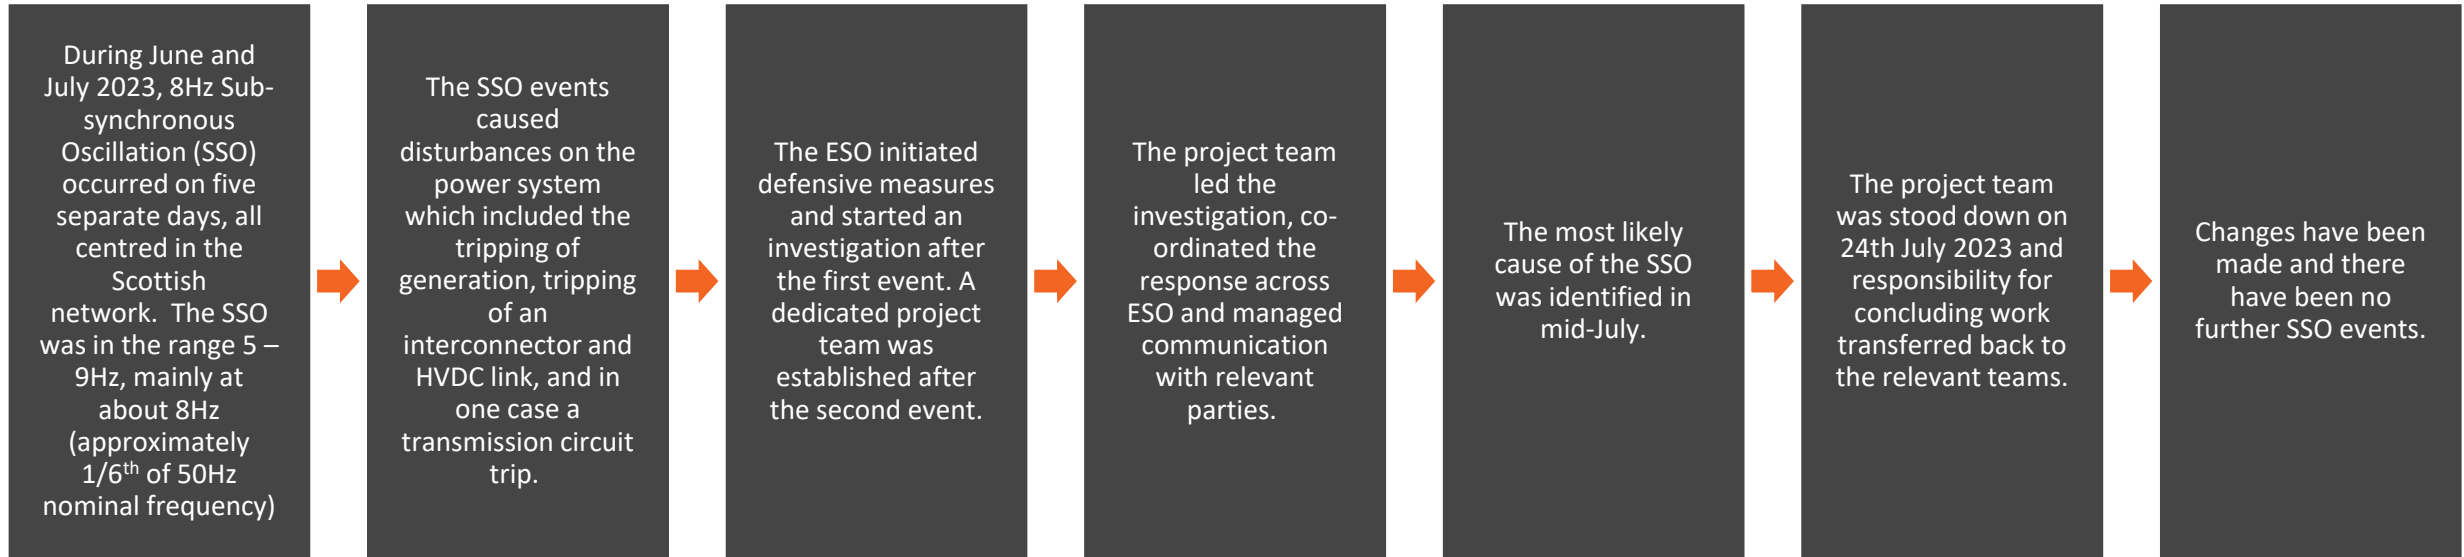 During June and
July 2023, 8Hz Sub-
synchronous
Oscillation (SSO)
occurred on five
separate days, all
centred in the
Scottish
network.  The SSO
was in the range 5 –
9Hz, mainly at
about 8Hz
(approximately
1/6th of 50Hz
nominal frequency)
The SSO events
caused
disturbances on the
power system
which included the
tripping of
generation, tripping
of an
interconnector and
HVDC link, and in
one case a
transmission circuit
trip.
The ESO initiated
defensive measures
and started an
investigation after
the first event. A
dedicated project
team was
established after
the second event.
The project team
led the
investigation, co-
ordinated the
response across
ESO and managed
communication
with relevant
parties.
The most likely
cause of the SSO
was identified in
mid-July.
The project team
was stood down on
24th July 2023 and
responsibility for
concluding work
transferred back to
the relevant teams.
Changes have been
made and there
have been no
further SSO events.